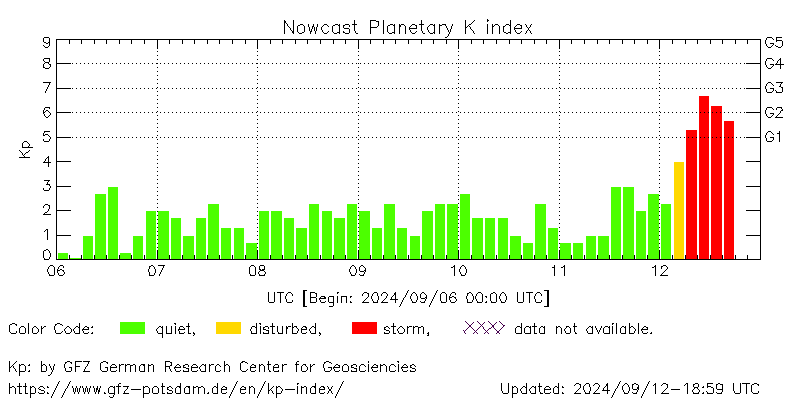 Nowcast Planetary K index
9
8
7
6
5
4
3
2
1
0
Kp
G5
G4
G3
G2
G1
06 07 08 09 10 11 12
UTC [Begin: 2024/09/06 00:00 UTC]
Color Code: quiet, disturbed, storm, data not available.
Kp: by GFZ German Research Center for Geosciencies
https://www.gfz-potsdam.de/en/kp-index/ Updated: 2024/09/12-18:59 UTC